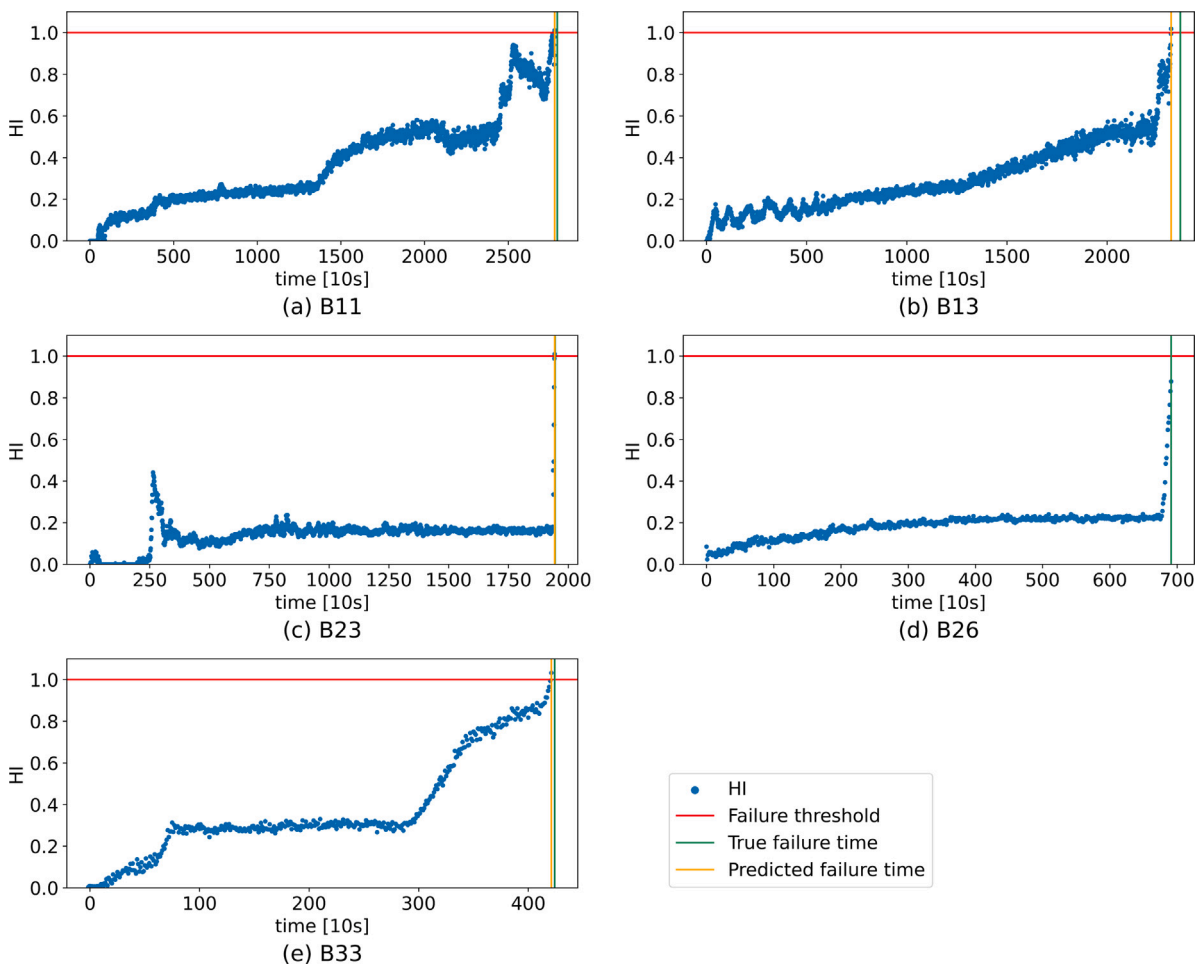 1.0
0.8
0.6
0.4
0.2
0.0
HI
0 500 1000 1500 2000 2500
time [10s]
(a) B11
1.0
0.8
0.6
0.4
0.2
0.0
HI
0 500 1000 1500 2000
time [10s]
(b) B13
1.0
0.8
0.6
0.4
0.2
0.0
HI
0 250 500 750 1000 1250 1500 1750 2000
time [10s]
(c) B23
1.0
0.8
0.6
0.4
0.2
0.0
HI
0 100 200 300 400 500 600 700
time [10s]
(d) B26
1.0
0.8
0.6
0.4
0.2
0.0
HI
0 100 200 300 400
time [10s]
(e) B33
HI
Failure threshold
True failure time
Predicted failure time